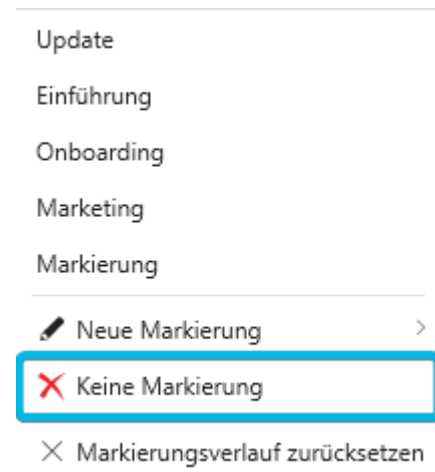 Update
Einführung
Onboarding
Marketing
Markierung
Neue Markierung
Keine Markierung
Markierungsverlauf zurücksetzen